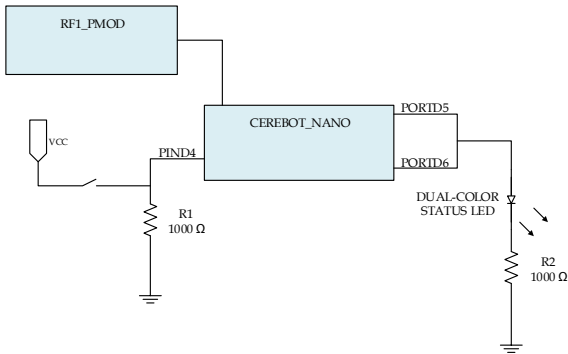 RF1_PMOD
CEREBOT_NANO
PORTD5
VCC
PIND4
PORTD6
R1
1000 Ω
DUAL-COLOR
STATUS LED
R2
1000 Ω